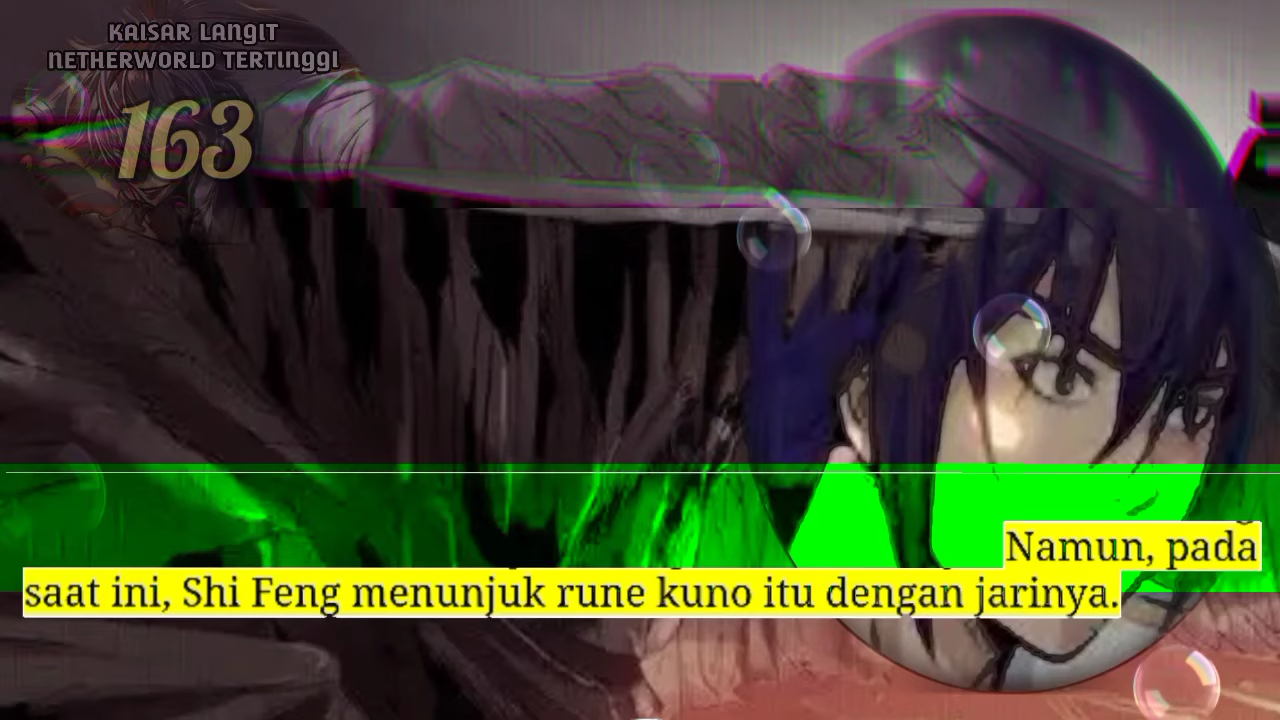 KAISAR LANGIT
NETHERWORLD TERTINGGI
163
Namun, pada
saat ini, Shi Feng menunjuk rune kuno itu dengan jarinya.